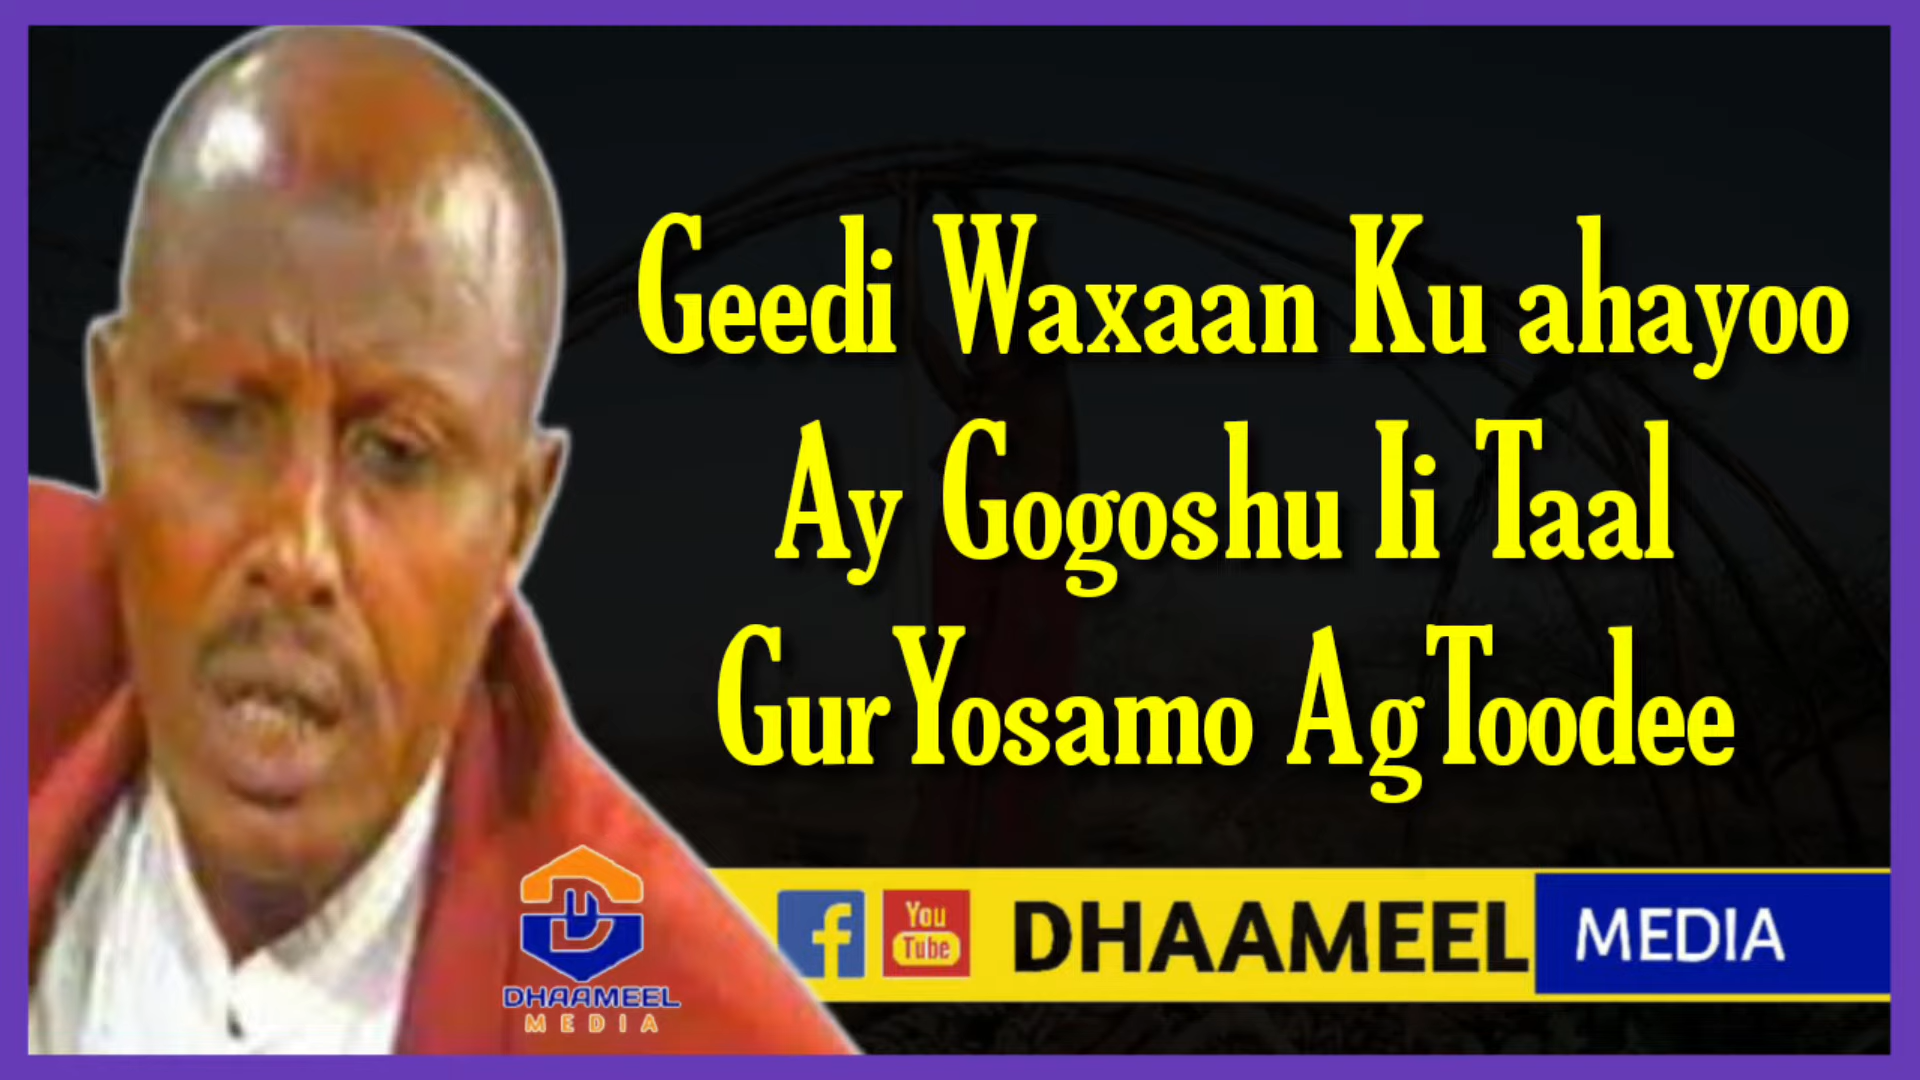 Geedi Waxaan Ku ahayoo
Ay Gogoshu Ii Taal
GurYosamo AgToodee
f You Tube DHAAMEEL MEDIA
DHAAMEEL
MEDIA